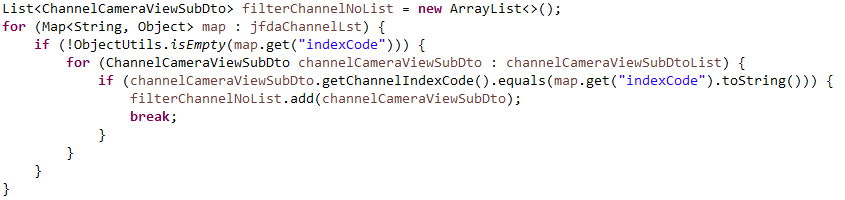 List<ChannelCameraViewSubDto> filterChannelNoList = new ArrayList<>();
for (Map<String, Object> map : jfdaChannelLst) {
    if (!ObjectUtils.isEmpty(map.get("indexCode"))) {
        for (ChannelCameraViewSubDto channelCameraViewSubDto : channelCameraViewSubDtoList) {
            if (channelCameraViewSubDto.getChannelIndexCode().equals(map.get("indexCode").toString())) {
                filterChannelNoList.add(channelCameraViewSubDto);
                break;
            }
        }
    }
}